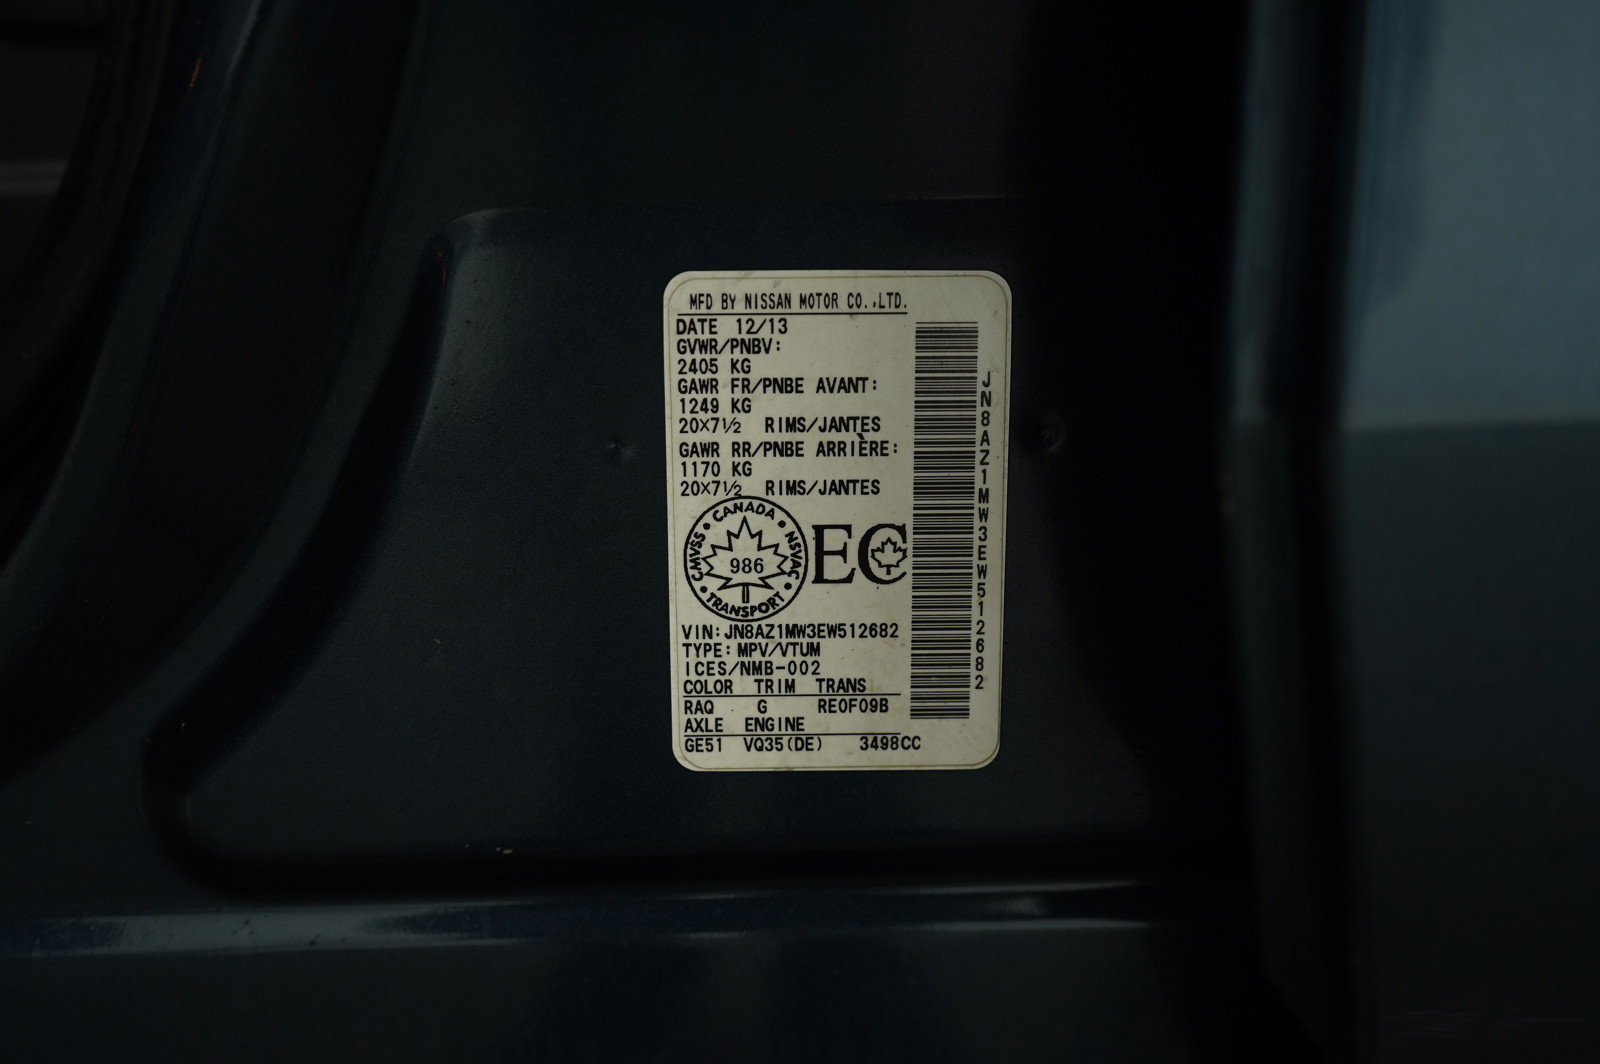 MFD BY NISSAN MOTOR CO.,LTD.
DATE 12/13
GVWR/PNBV:
2405 KG
GAWR FR/PNBE AVANT:
1249 KG
20×7½ RIMS/JANTES
GAWR RR/PNBE ARRIÈRE:
1170 KG
20×7½ RIMS/JANTES
CANADA
CMVSS
NSVAC
986
TRANSPORT
EC
VIN:JN8AZ1MW3EW512682
TYPE:MPV/VTUM
ICES/NMB-002
COLOR TRIM TRANS
RAQ G RE0F09B
AXLE ENGINE
GE51 VQ35(DE) 3498CC
JN8AZ1MW3EW512682